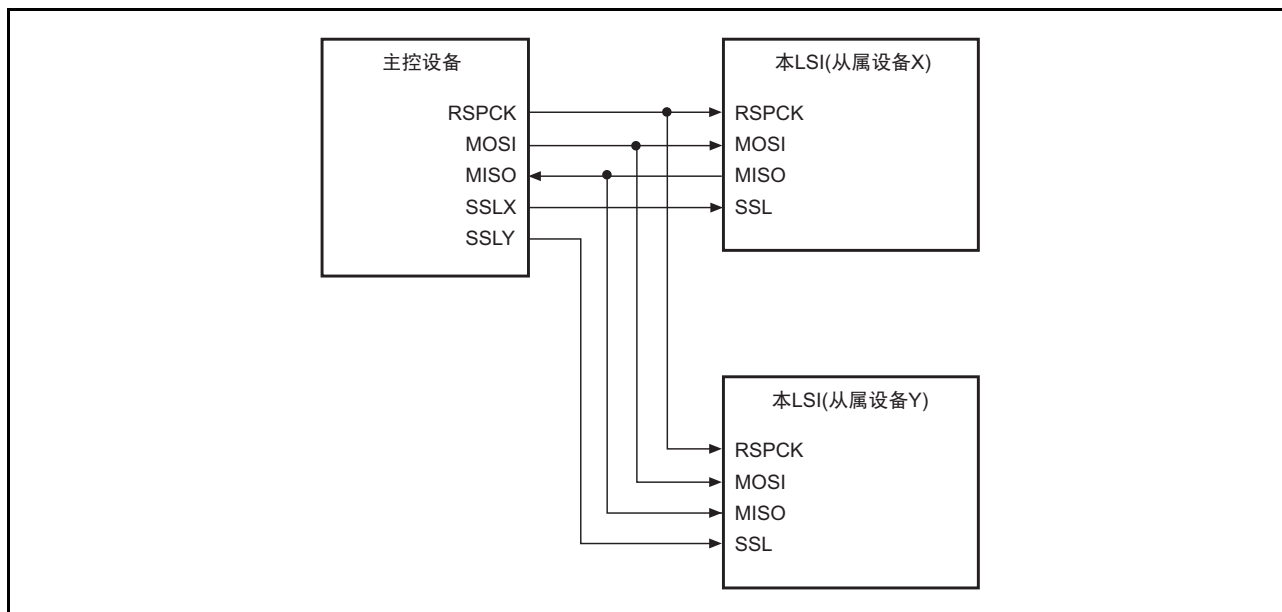 主控设备
RSPCK
MOSI
MISO
SSLX
SSLY
本LSI(从属设备X)
RSPCK
MOSI
MISO
SSL
本LSI(从属设备Y)
RSPCK
MOSI
MISO
SSL